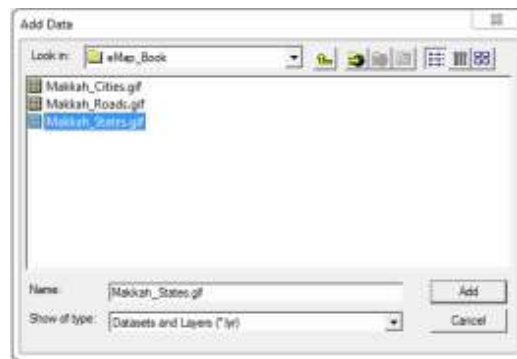 Add Data
Look in: eMap_Book
Makkah_Cities.gif
Makkah_Roads.gif
Makkah_States.gif
Name: Makkah_States.gif
Add
Show of type: Datasets and Layers (*.lyr)
Cancel